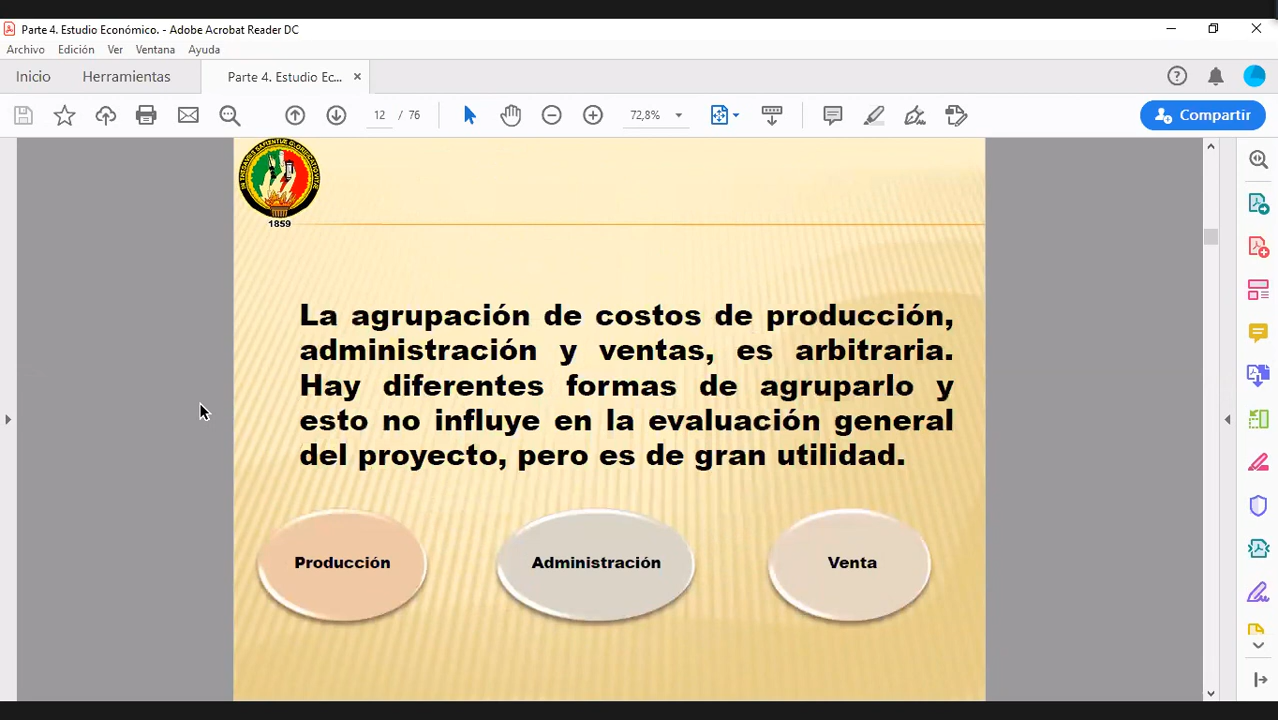 Parte 4. Estudio Económico. - Adobe Acrobat Reader DC
Archivo Edición Ver Ventana Ayuda
Inicio Herramientas Parte 4. Estudio Ec... ×
12 / 76 72,8% Compartir
1859
La agrupación de costos de producción,
administración y ventas, es arbitraria.
Hay diferentes formas de agruparlo y
esto no influye en la evaluación general
del proyecto, pero es de gran utilidad.
Producción Administración Venta